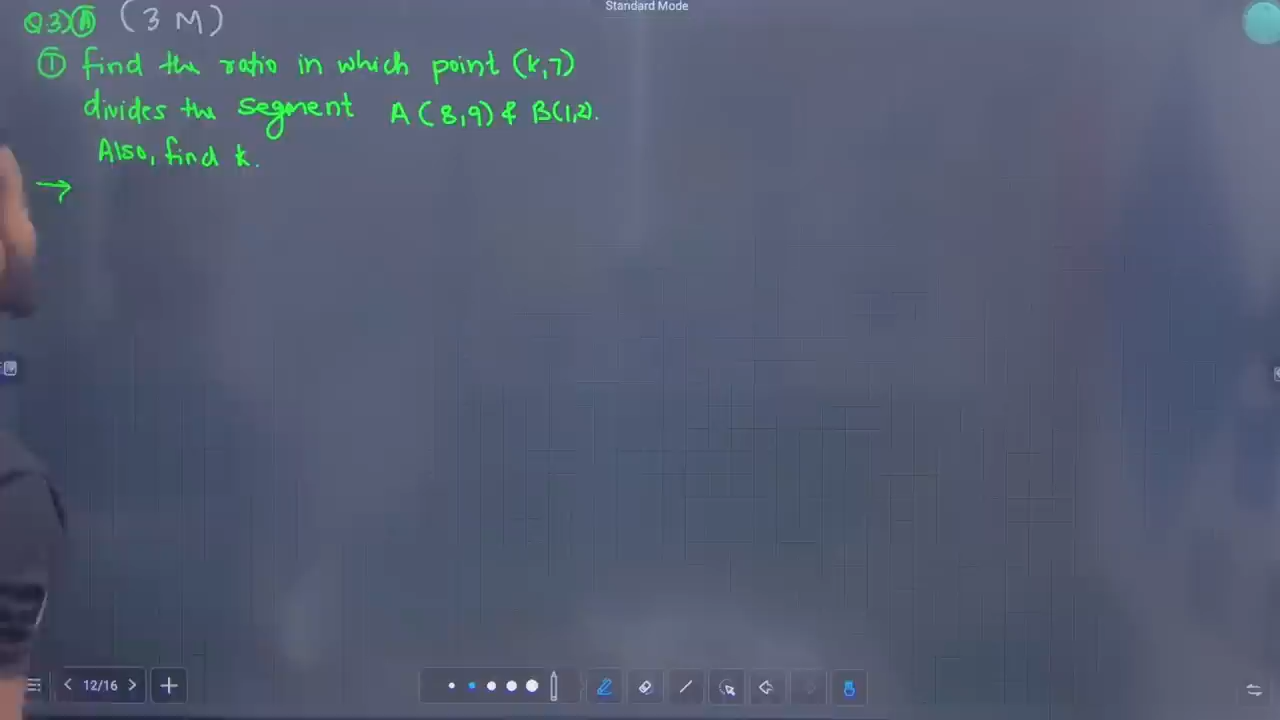 Standard Mode
Q.3) Ⓐ (3 M)
① find the ratio in which point (k,7)
divides the segment A(8,9) & B(1,2).
Also, find k.
→
12/16